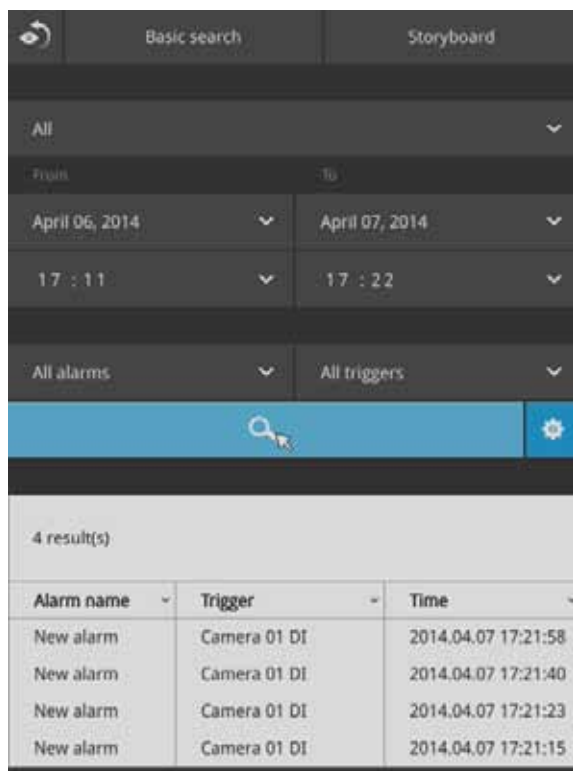 Basic search Storyboard
All
From To
April 06, 2014 April 07, 2014
17 : 11 17 : 22
All alarms All triggers
4 result(s)
Alarm name Trigger Time
New alarm Camera 01 DI 2014.04.07 17:21:58
New alarm Camera 01 DI 2014.04.07 17:21:40
New alarm Camera 01 DI 2014.04.07 17:21:23
New alarm Camera 01 DI 2014.04.07 17:21:15